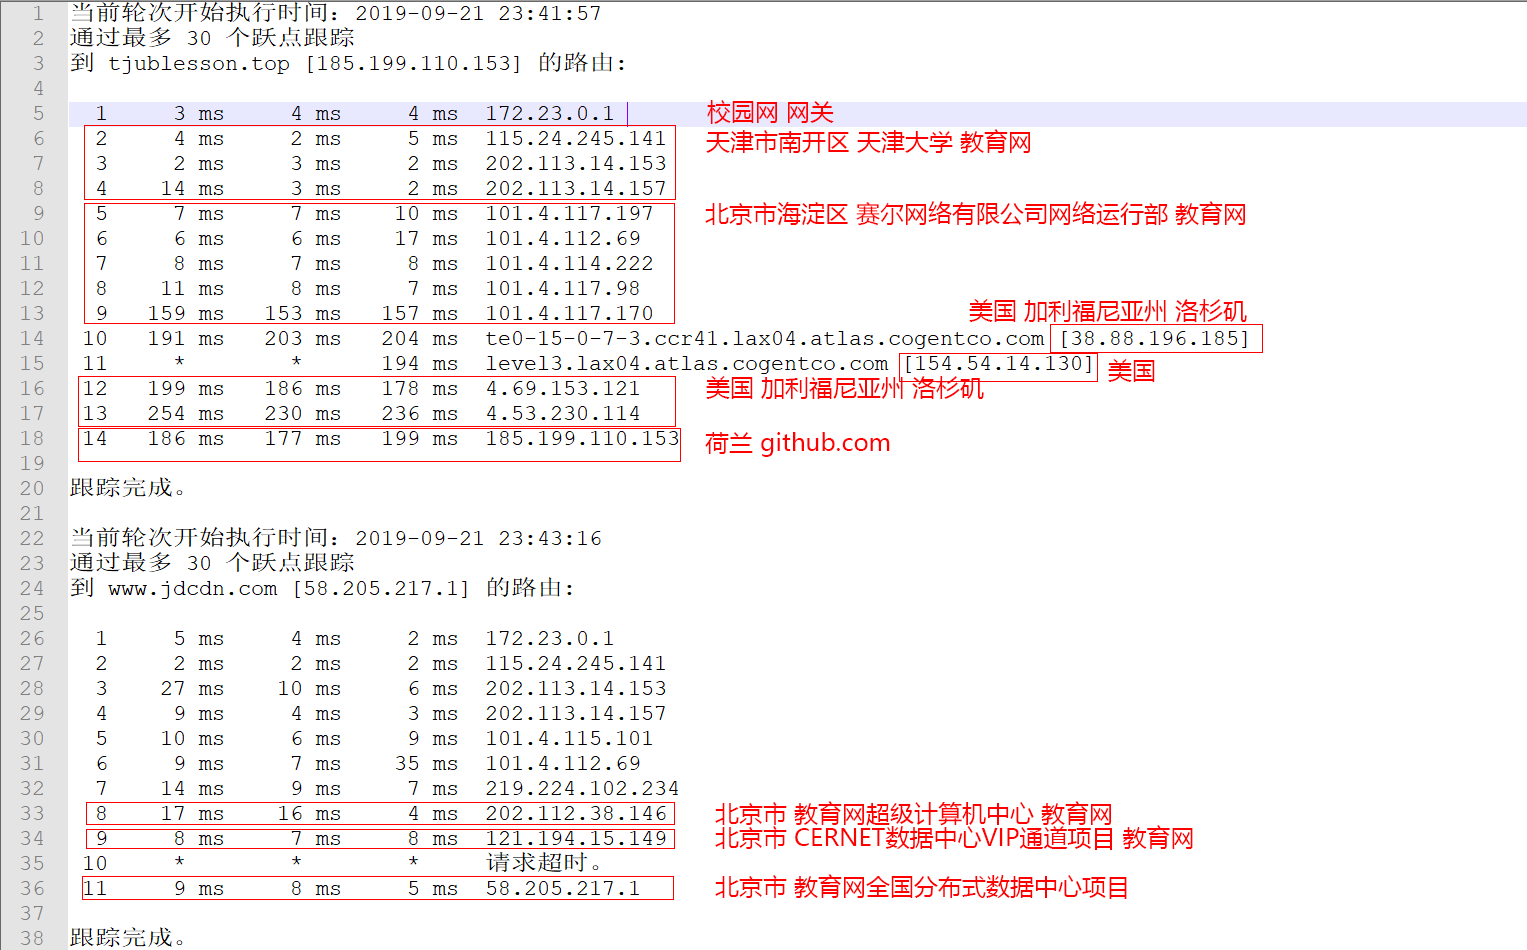 1 当前轮次开始执行时间：2019-09-21 23:41:57
2 通过最多 30 个跃点跟踪
3 到 tjublesson.top [185.199.110.153] 的路由：
4
5 1 3 ms 4 ms 4 ms 172.23.0.1 校园网 网关
6 2 4 ms 2 ms 5 ms 115.24.245.141 天津市南开区 天津大学 教育网
7 3 2 ms 3 ms 2 ms 202.113.14.153
8 4 14 ms 3 ms 2 ms 202.113.14.157
9 5 7 ms 7 ms 10 ms 101.4.117.197 北京市海淀区 赛尔网络有限公司网络运行部 教育网
10 6 6 ms 6 ms 17 ms 101.4.112.69
11 7 8 ms 7 ms 8 ms 101.4.114.222
12 8 11 ms 8 ms 7 ms 101.4.117.98
13 9 159 ms 153 ms 157 ms 101.4.117.170 美国 加利福尼亚州 洛杉矶
14 10 191 ms 203 ms 204 ms te0-15-0-7-3.ccr41.lax04.atlas.cogentco.com [38.88.196.185]
15 11 * * 194 ms level3.lax04.atlas.cogentco.com [154.54.14.130] 美国
16 12 199 ms 186 ms 178 ms 4.69.153.121 美国 加利福尼亚州 洛杉矶
17 13 254 ms 230 ms 236 ms 4.53.230.114
18 14 186 ms 177 ms 199 ms 185.199.110.153 荷兰 github.com
19
20 跟踪完成。
21
22 当前轮次开始执行时间：2019-09-21 23:43:16
23 通过最多 30 个跃点跟踪
24 到 www.jdcdn.com [58.205.217.1] 的路由：
25
26 1 5 ms 4 ms 2 ms 172.23.0.1
27 2 2 ms 2 ms 2 ms 115.24.245.141
28 3 27 ms 10 ms 6 ms 202.113.14.153
29 4 9 ms 4 ms 3 ms 202.113.14.157
30 5 10 ms 6 ms 9 ms 101.4.115.101
31 6 9 ms 7 ms 35 ms 101.4.112.69
32 7 14 ms 9 ms 7 ms 219.224.102.234
33 8 17 ms 16 ms 4 ms 202.112.38.146 北京市 教育网超级计算机中心 教育网
34 9 8 ms 7 ms 8 ms 121.194.15.149 北京市 CERNET数据中心VIP通道项目 教育网
35 10 * * * 请求超时。
36 11 9 ms 8 ms 5 ms 58.205.217.1 北京市 教育网全国分布式数据中心项目
37
38 跟踪完成。